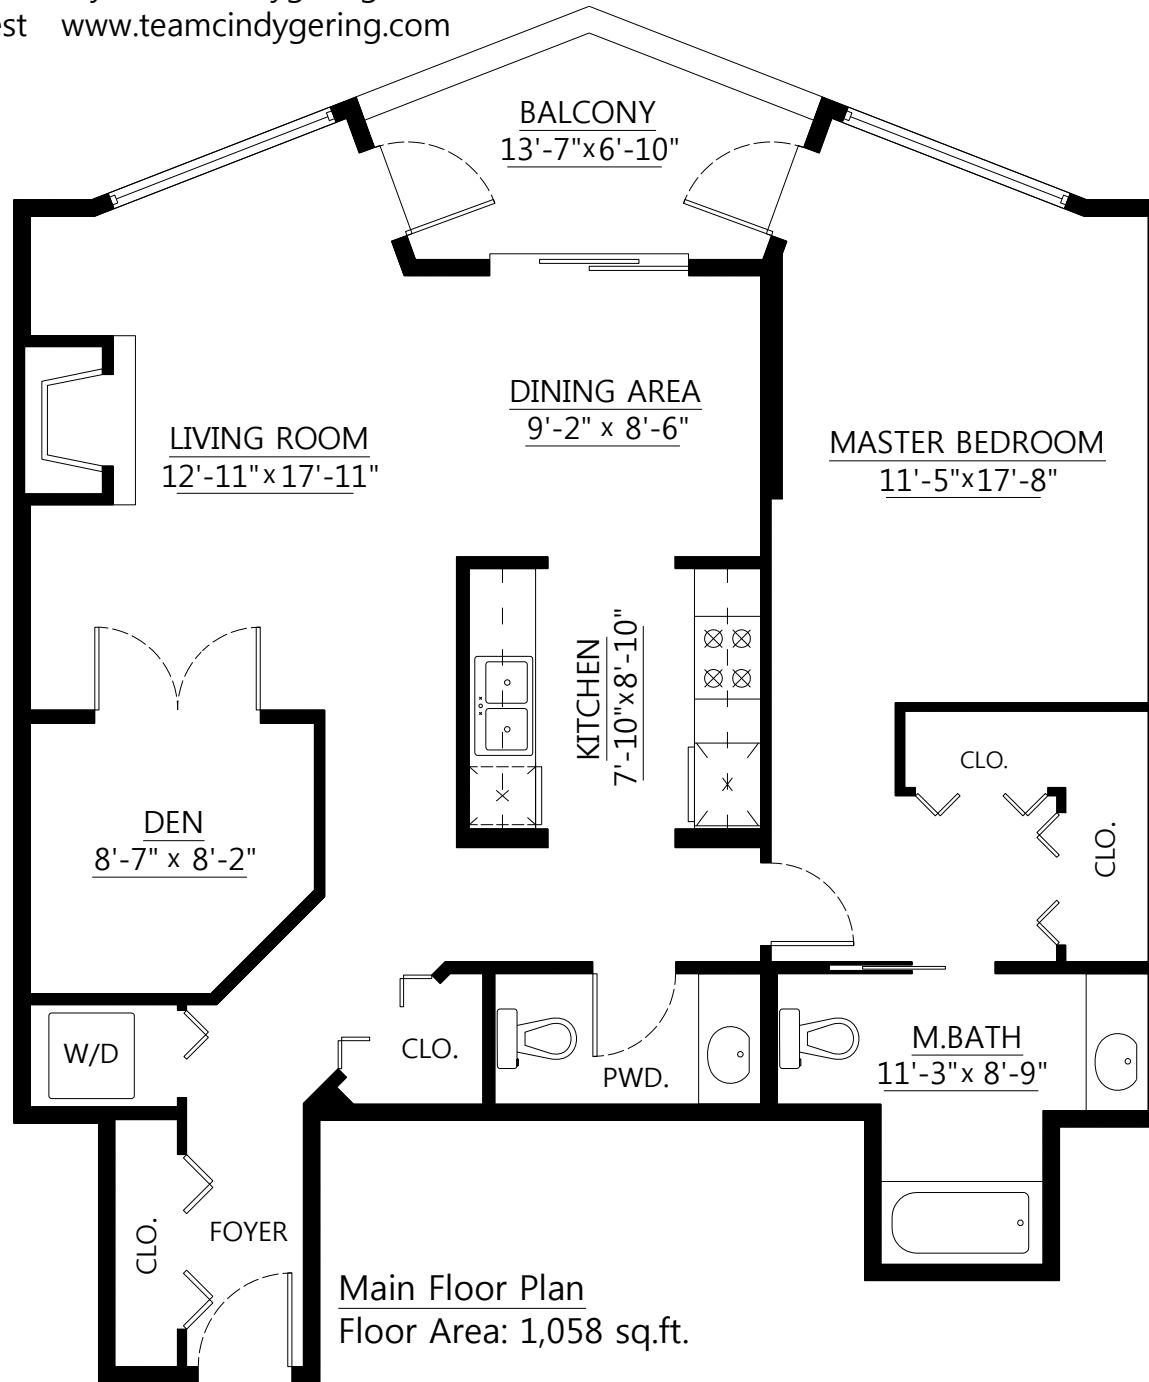 est www.teamcindygering.com
BALCONY
13'-7"x6'-10"
DINING AREA
9'-2" x 8'-6"
LIVING ROOM
12'-11"x17'-11"
MASTER BEDROOM
11'-5"x17'-8"
KITCHEN
7'-10"x8'-10"
CLO.
CLO.
DEN
8'-7" x 8'-2"
W/D
CLO.
PWD.
M.BATH
11'-3"x 8'-9"
CLO.
FOYER
Main Floor Plan
Floor Area: 1,058 sq.ft.